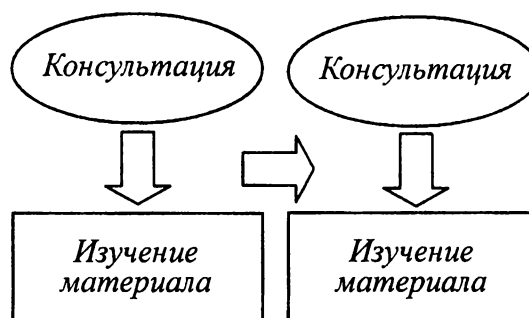 Консультация
Консультация
Изучение
материала
Изучение
материала